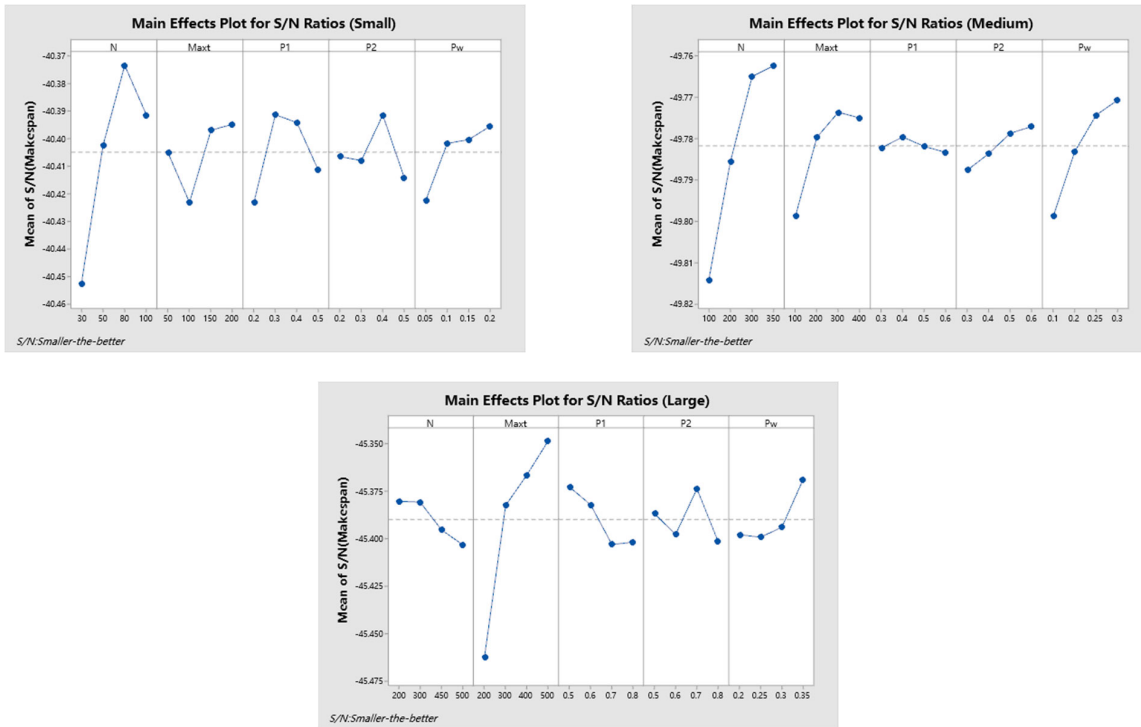 Main Effects Plot for S/N Ratios (Small)
N Maxt P1 P2 Pw
Mean of S/N(Makespan)
-40.37
-40.38
-40.39
-40.40
-40.41
-40.42
-40.43
-40.44
-40.45
-40.46
30 50 80 100 50 100 150 200 0.2 0.3 0.4 0.5 0.2 0.3 0.4 0.5 0.05 0.1 0.15 0.2
S/N:Smaller-the-better
Main Effects Plot for S/N Ratios (Medium)
N Maxt P1 P2 Pw
Mean of S/N(Makespan)
-49.76
-49.77
-49.78
-49.79
-49.80
-49.81
-49.82
100 200 300 350 100 200 300 400 0.3 0.4 0.5 0.6 0.3 0.4 0.5 0.6 0.1 0.2 0.25 0.3
S/N:Smaller-the-better
Main Effects Plot for S/N Ratios (Large)
N Maxt P1 P2 Pw
Mean of S/N(Makespan)
-45.350
-45.375
-45.400
-45.425
-45.450
-45.475
200 300 450 500 200 300 400 500 0.5 0.6 0.7 0.8 0.5 0.6 0.7 0.8 0.2 0.25 0.3 0.35
S/N:Smaller-the-better